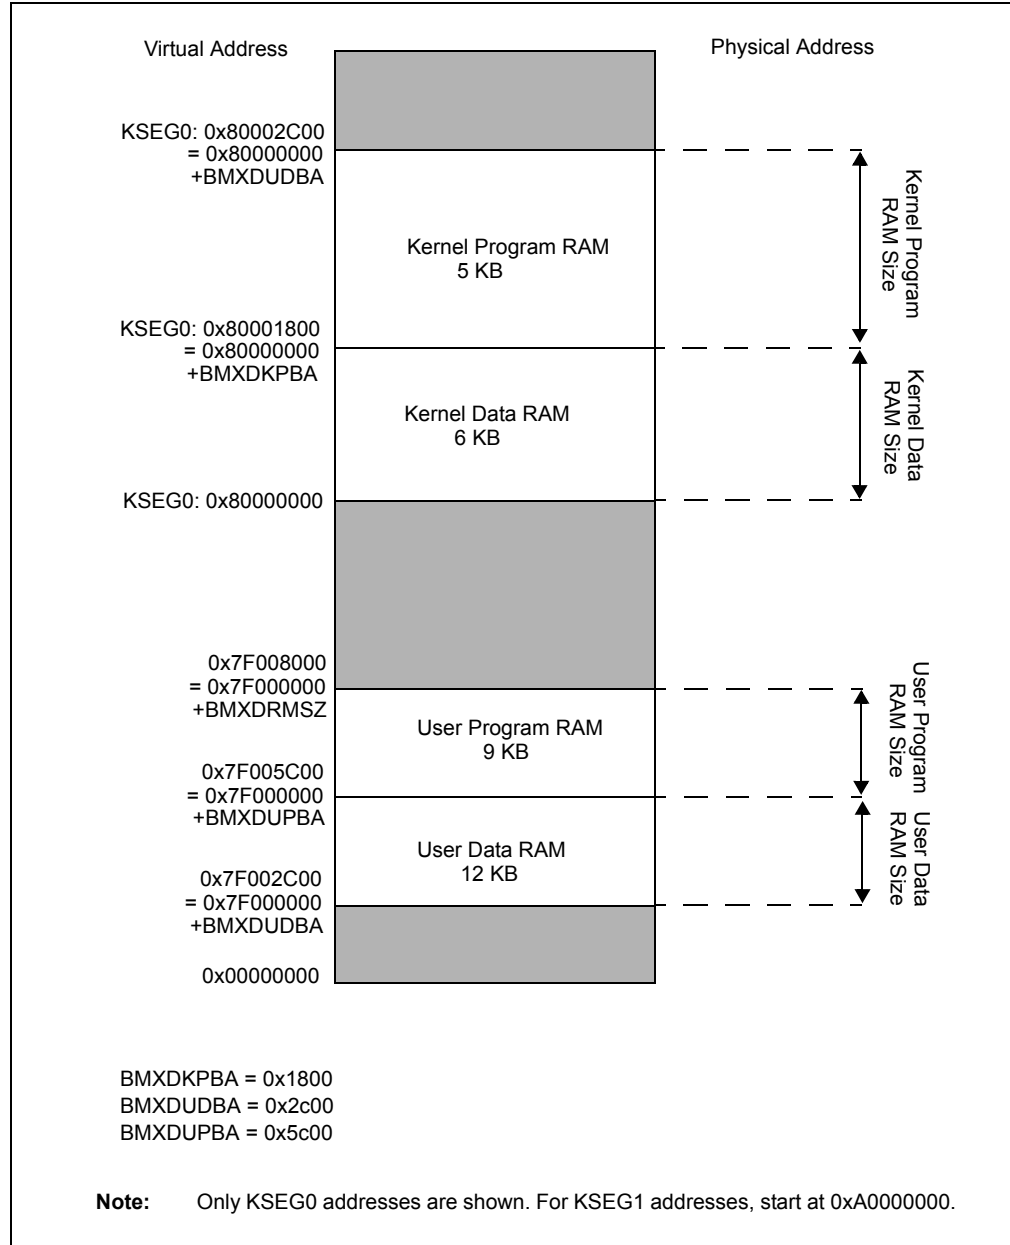 Virtual Address
Physical Address
KSEG0: 0x80002C00
= 0x80000000
+BMXDUDBA
Kernel Program RAM
5 KB
Kernel Program
RAM Size
KSEG0: 0x80001800
= 0x80000000
+BMXDKPBA
Kernel Data RAM
6 KB
Kernel Data
RAM Size
KSEG0: 0x80000000
0x7F008000
= 0x7F000000
+BMXDRMSZ
User Program RAM
9 KB
User Program
RAM Size
0x7F005C00
= 0x7F000000
+BMXDUPBA
User Data RAM
12 KB
User Data
RAM Size
0x7F002C00
= 0x7F000000
+BMXDUDBA
0x00000000
BMXDKPBA = 0x1800
BMXDUDBA = 0x2c00
BMXDUPBA = 0x5c00
Note: Only KSEG0 addresses are shown. For KSEG1 addresses, start at 0xA0000000.